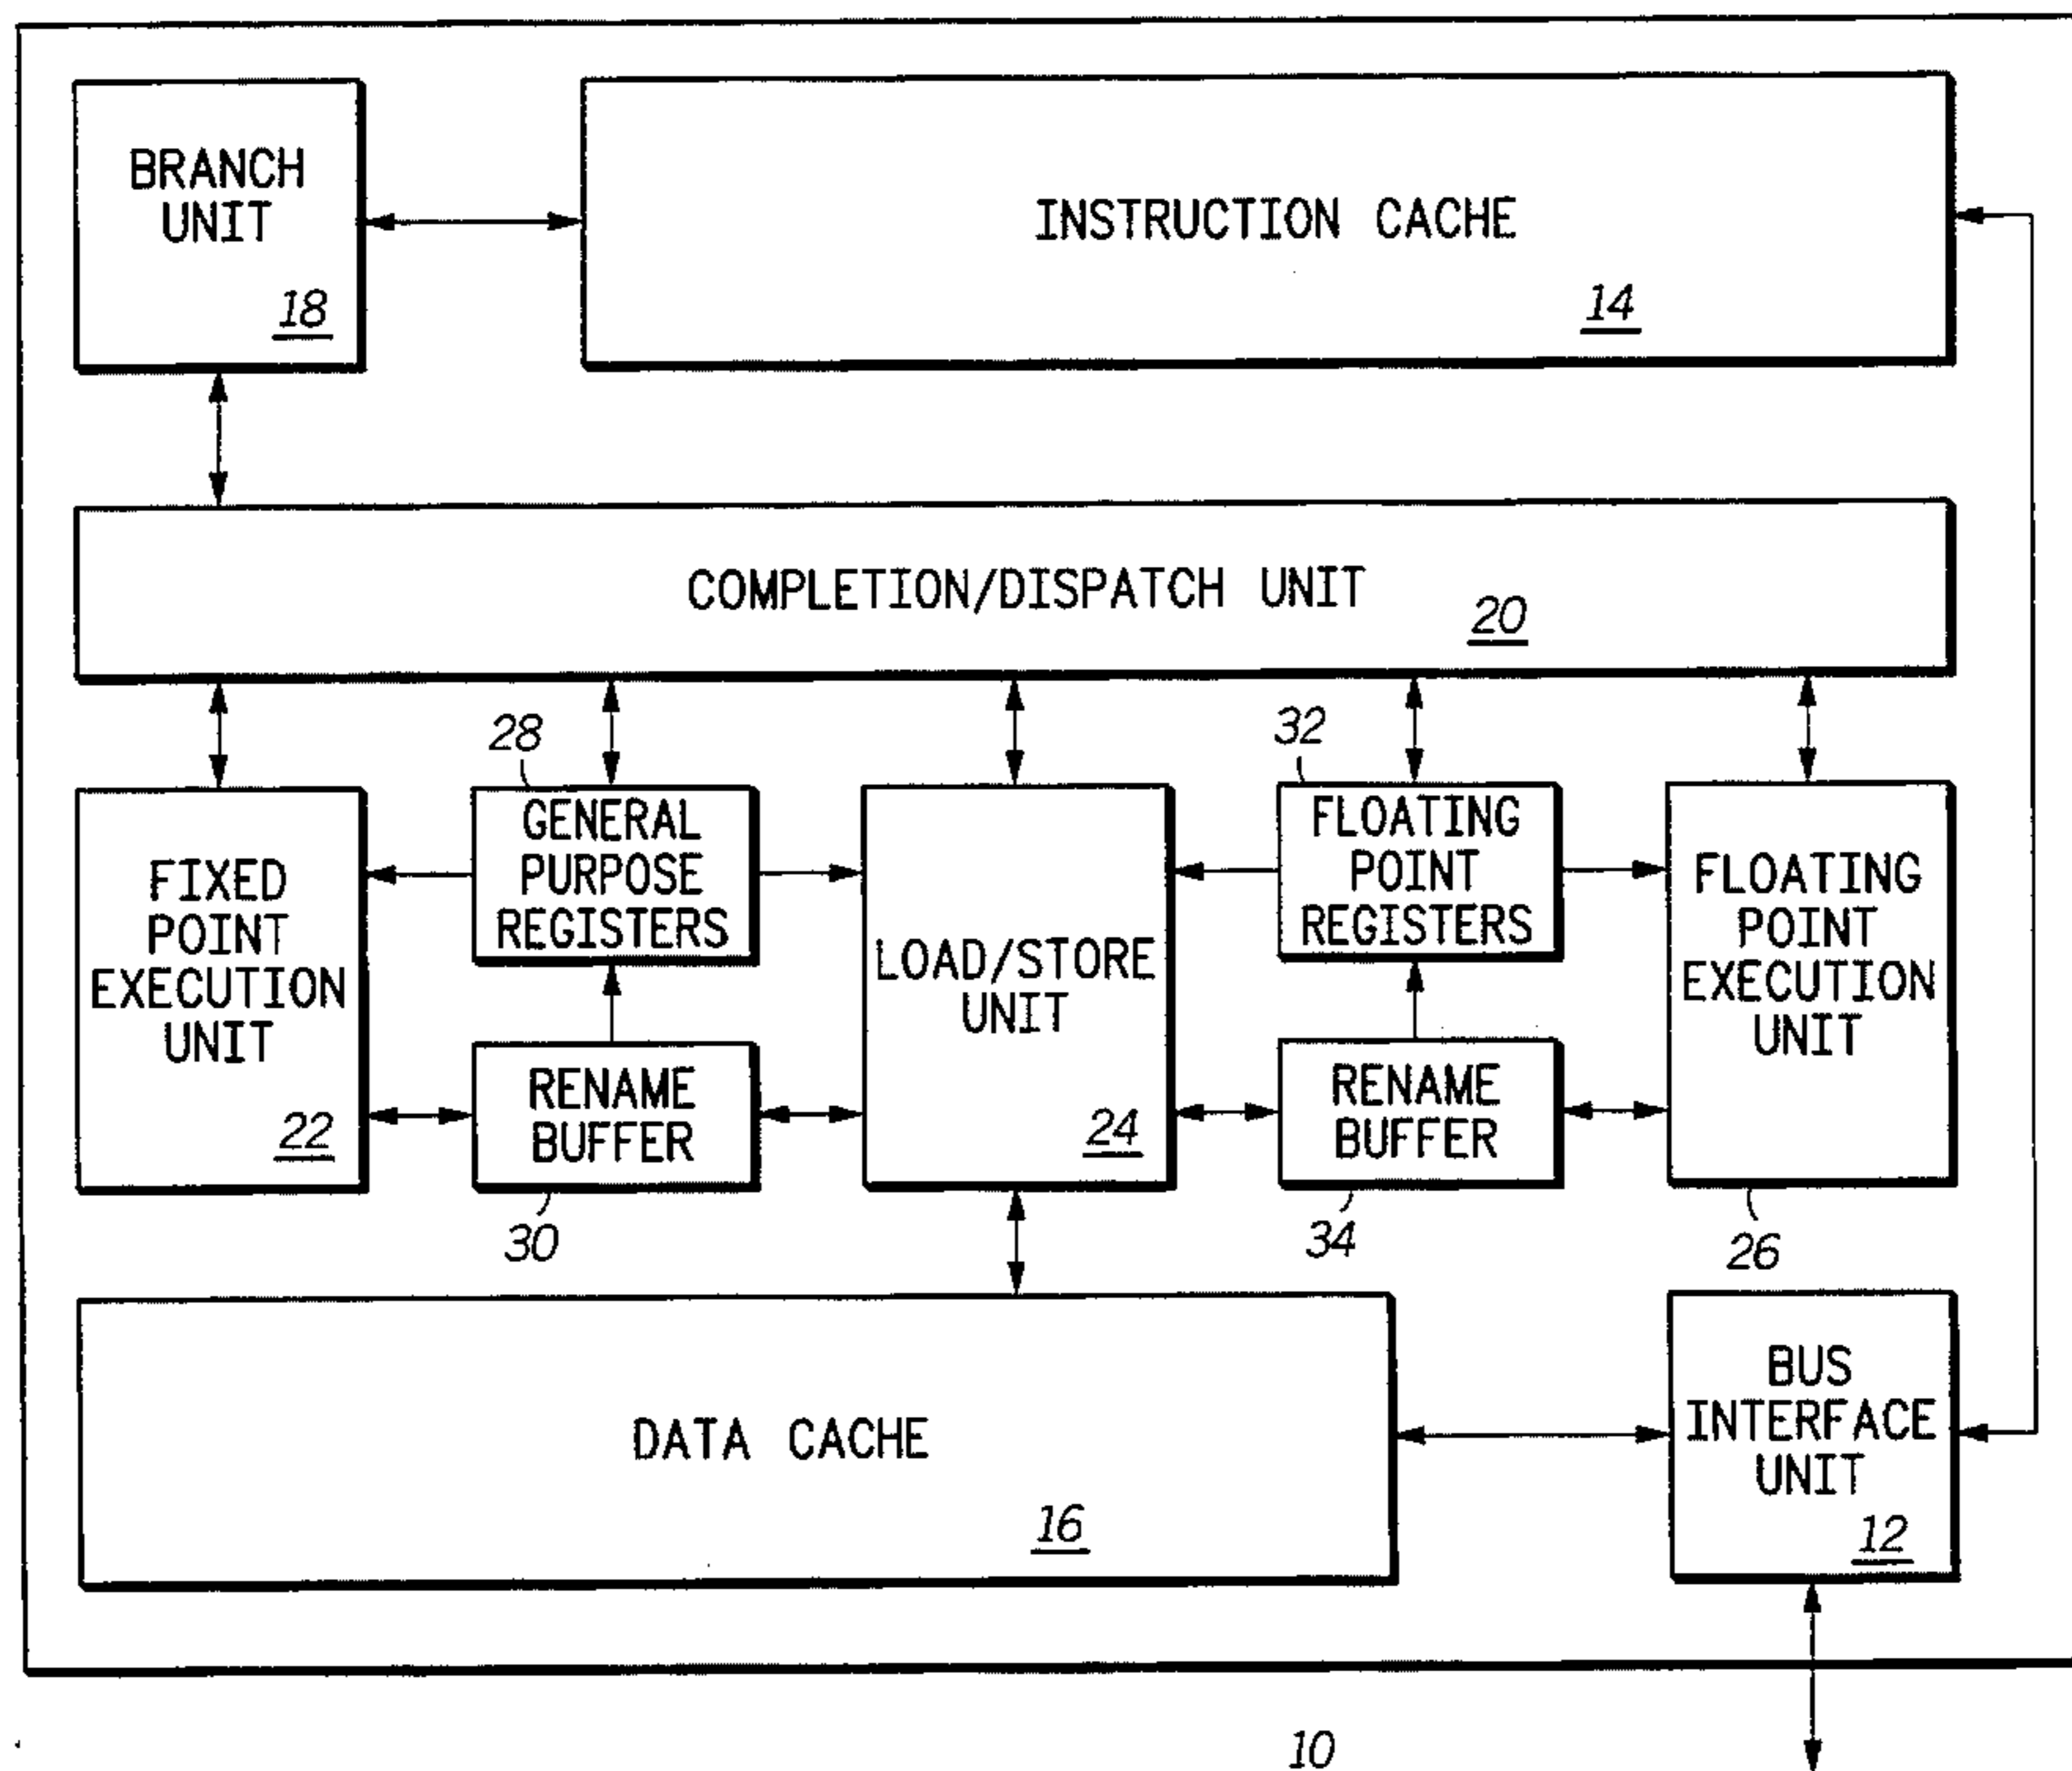 BRANCH
UNIT
18
INSTRUCTION CACHE
14
COMPLETION/DISPATCH UNIT
20
28
32
FIXED
POINT
EXECUTION
UNIT
22
GENERAL
PURPOSE
REGISTERS
RENAME
BUFFER
30
LOAD/STORE
UNIT
24
FLOATING
POINT
REGISTERS
RENAME
BUFFER
34
FLOATING
POINT
EXECUTION
UNIT
26
DATA CACHE
16
BUS
INTERFACE
UNIT
12
10